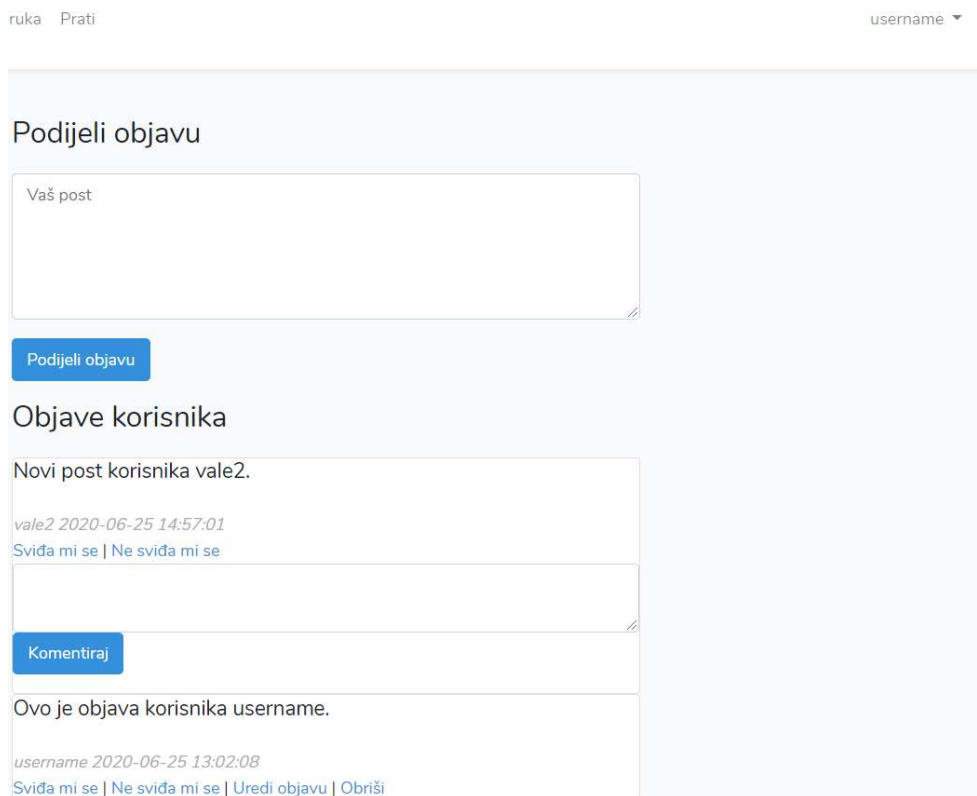 ruka Prati username
Podijeli objavu
Vaš post
Podijeli objavu
Objave korisnika
Novi post korisnika vale2.
vale2 2020-06-25 14:57:01
Sviđa mi se | Ne sviđa mi se
Komentiraj
Ovo je objava korisnika username.
username 2020-06-25 13:02:08
Sviđa mi se | Ne sviđa mi se | Uredi objavu | Obriši